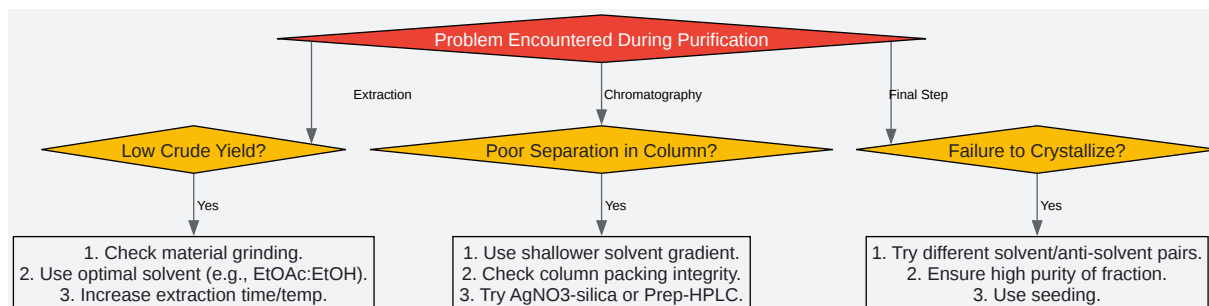 Problem Encountered During Purification
Extraction
Chromatography
Final Step
Low Crude Yield?
Poor Separation in Column?
Failure to Crystallize?
Yes
Yes
Yes
1. Check material grinding.
2. Use optimal solvent (e.g., EtOAc:EtOH).
3. Increase extraction time/temp.
1. Use shallower solvent gradient.
2. Check column packing integrity.
3. Try AgNO3-silica or Prep-HPLC.
1. Try different solvent/anti-solvent pairs.
2. Ensure high purity of fraction.
3. Use seeding.